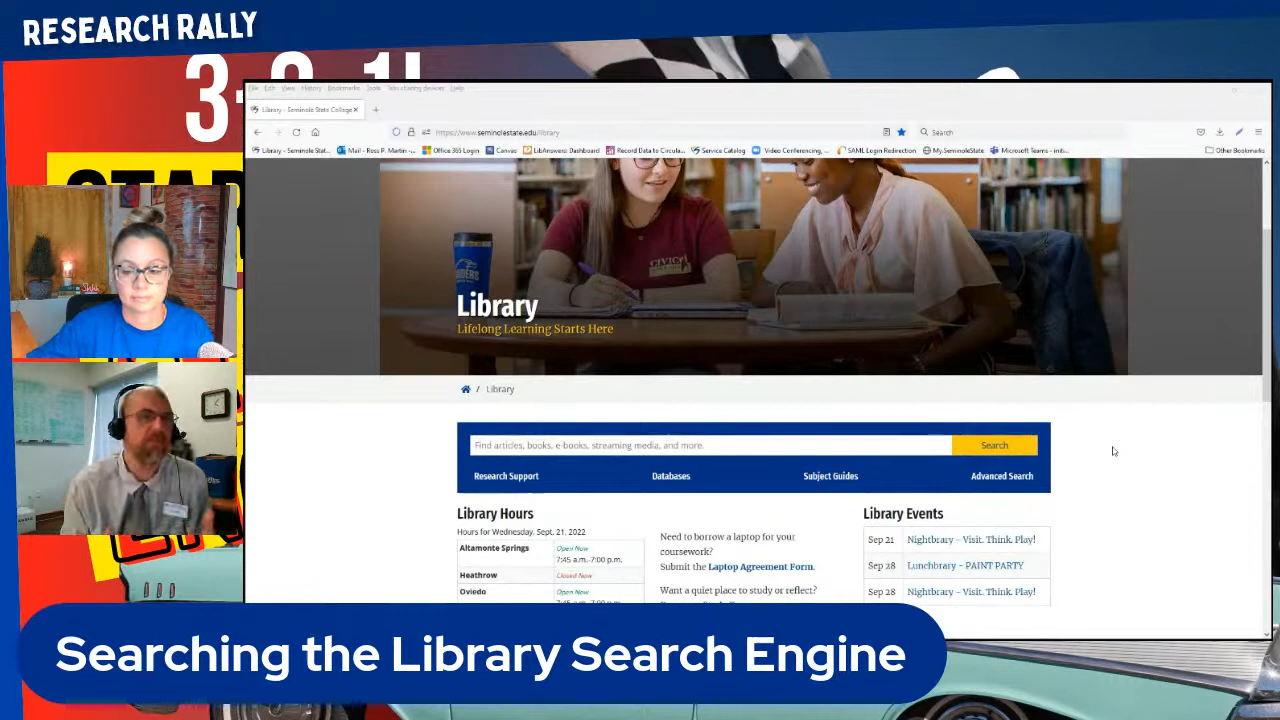 RESEARCH RALLY
3-2-1!
File Edit View History Bookmarks Tools Tabs sharing devices Help
Library - Seminole State College
https://www.seminolestate.edu/library
Search
Library - Seminole Stat...
Mail - Ross P. Martin -...
Office 365 Login
Canvas
LibAnswers: Dashboard
Record Data to Circula...
Service Catalog
Video Conferencing, ...
SAML Login Redirection
My.SeminoleState
Microsoft Teams - initi...
Other Bookmarks
CIVIC
Library
Lifelong Learning Starts Here
/ Library
Find articles, books, e-books, streaming media, and more.
Search
Research Support
Databases
Subject Guides
Advanced Search
Library Hours
Hours for Wednesday, Sept. 21, 2022
Altamonte Springs
Open Now
7:45 a.m.-7:00 p.m.
Heathrow
Closed Now
Oviedo
Open Now
Need to borrow a laptop for your
coursework?
Submit the Laptop Agreement Form.
Want a quiet place to study or reflect?
Library Events
Sep 21 Nightbrary - Visit. Think. Play!
Sep 28 Lunchbrary - PAINT PARTY
Sep 28 Nightbrary - Visit. Think. Play!
Searching the Library Search Engine